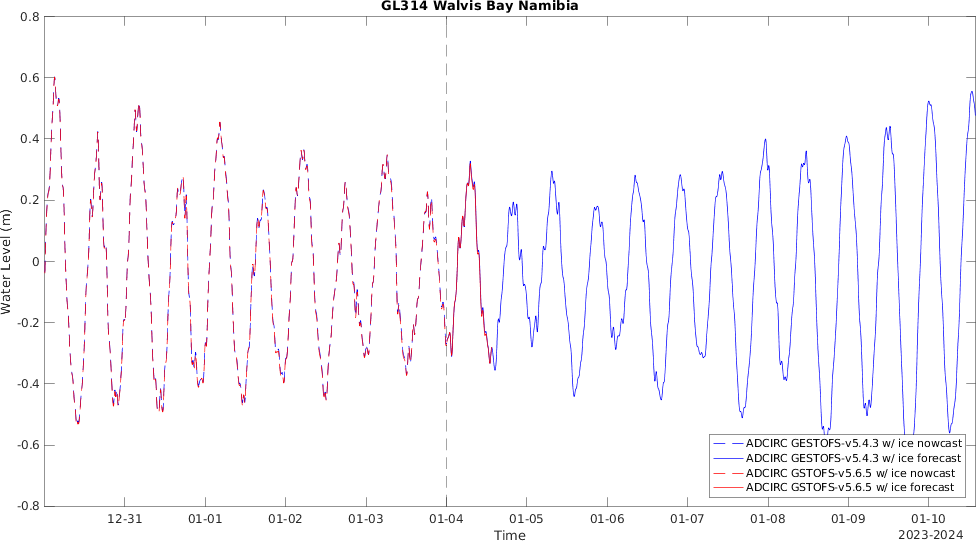 GL314 Walvis Bay Namibia
0.8
0.6
0.4
0.2
0
-0.2
-0.4
-0.6
-0.8
Water Level (m)
ADCIRC GESTOFS-v5.4.3 w/ ice nowcast
ADCIRC GESTOFS-v5.4.3 w/ ice forecast
ADCIRC GSTOFS-v5.6.5 w/ ice nowcast
ADCIRC GSTOFS-v5.6.5 w/ ice forecast
12-31 01-01 01-02 01-03 01-04 01-05 01-06 01-07 01-08 01-09 01-10
Time 2023-2024